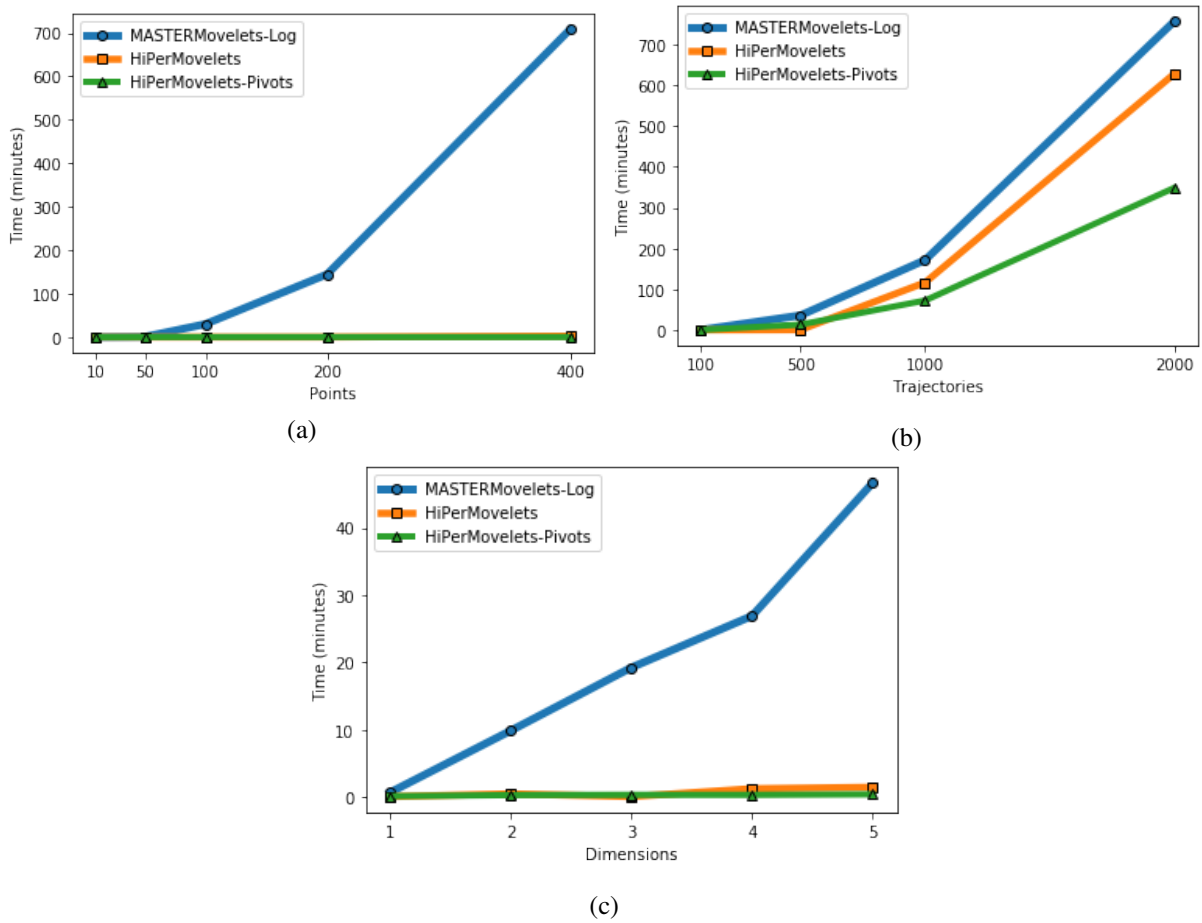 MASTERMovelets-Log
HiPerMovelets
HiPerMovelets-Pivots
700
600
500
400
300
200
100
0
Time (minutes)
10 50 100 200 400
Points
(a)
MASTERMovelets-Log
HiPerMovelets
HiPerMovelets-Pivots
700
600
500
400
300
200
100
0
Time (minutes)
100 500 1000 2000
Trajectories
(b)
MASTERMovelets-Log
HiPerMovelets
HiPerMovelets-Pivots
40
30
20
10
0
Time (minutes)
1 2 3 4 5
Dimensions
(c)